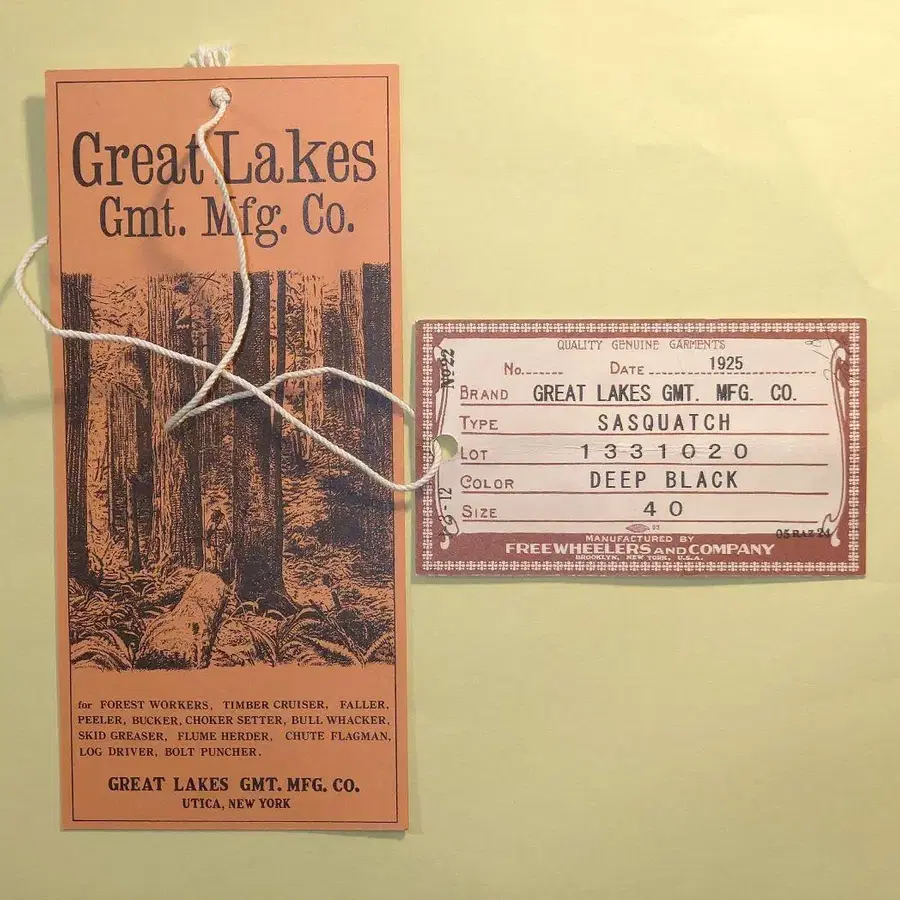 Great Lakes
Gmt. Mfg. Co.
for FOREST WORKERS, TIMBER CRUISER, FALLER,
PEELER, BUCKER, CHOKER SETTER, BULL WHACKER,
SKID GREASER, FLUME HERDER, CHUTE FLAGMAN,
LOG DRIVER, BOLT PUNCHER.
GREAT LAKES GMT. MFG. CO.
UTICA, NEW YORK
QUALITY GENUINE GARMENTS
No....... DATE 1925
BRAND GREAT LAKES GMT. MFG. CO.
TYPE SASQUATCH
LOT 1331020
COLOR DEEP BLACK
SIZE 40
MANUFACTURED BY
FREEWHEELERS AND COMPANY
BROOKLYN, NEW YORK, U.S.A.
No 22